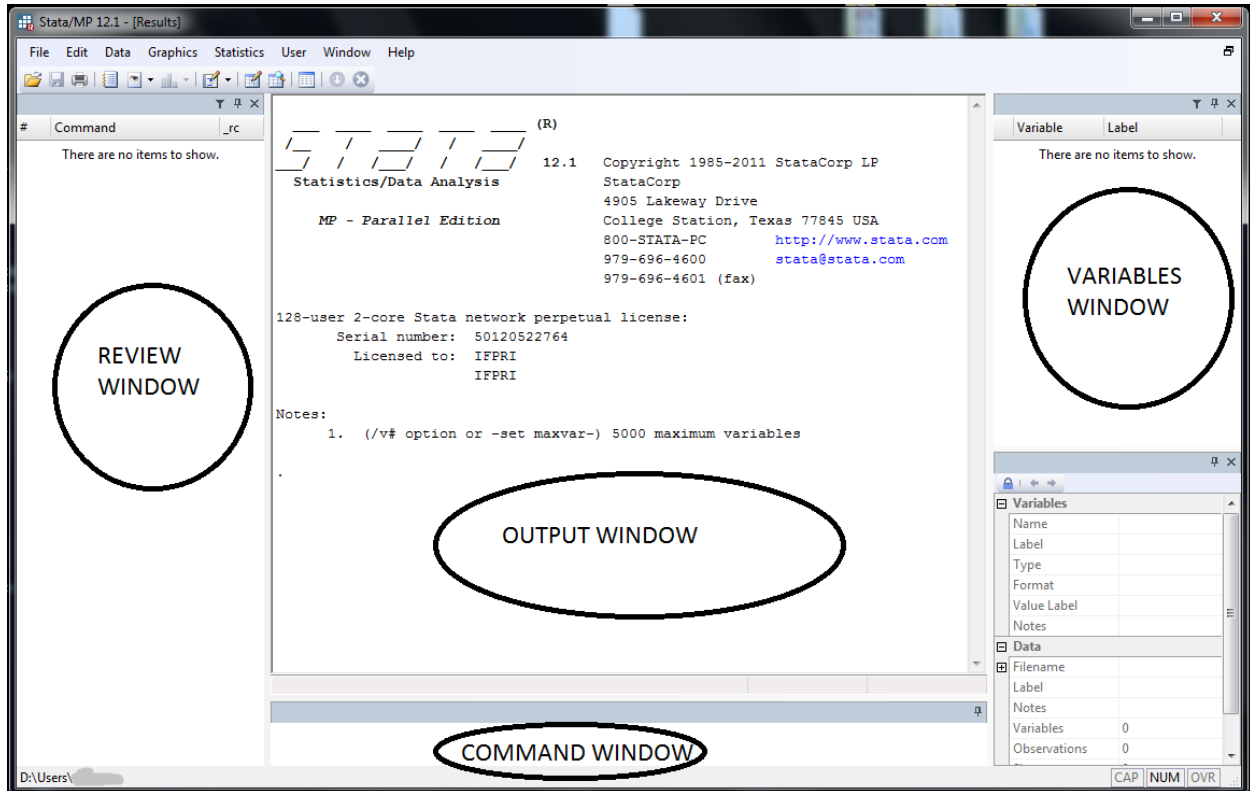 Stata/MP 12.1 - [Results]
File Edit Data Graphics Statistics User Window Help
# Command _rc
There are no items to show.
REVIEW
WINDOW
(R)
Stata 12.1 Copyright 1985-2011 StataCorp LP
Statistics/Data Analysis StataCorp
4905 Lakeway Drive
MP - Parallel Edition College Station, Texas 77845 USA
800-STATA-PC http://www.stata.com
979-696-4600 stata@stata.com
979-696-4601 (fax)
128-user 2-core Stata network perpetual license:
Serial number: 50120522764
Licensed to: IFPRI
IFPRI
Notes:
1. (/v# option or -set maxvar-) 5000 maximum variables
.
OUTPUT WINDOW
COMMAND WINDOW
Variable Label
There are no items to show.
VARIABLES
WINDOW
Variables
Name
Label
Type
Format
Value Label
Notes
Data
Filename
Label
Notes
Variables 0
Observations 0
D:\Users\
CAP NUM OVR